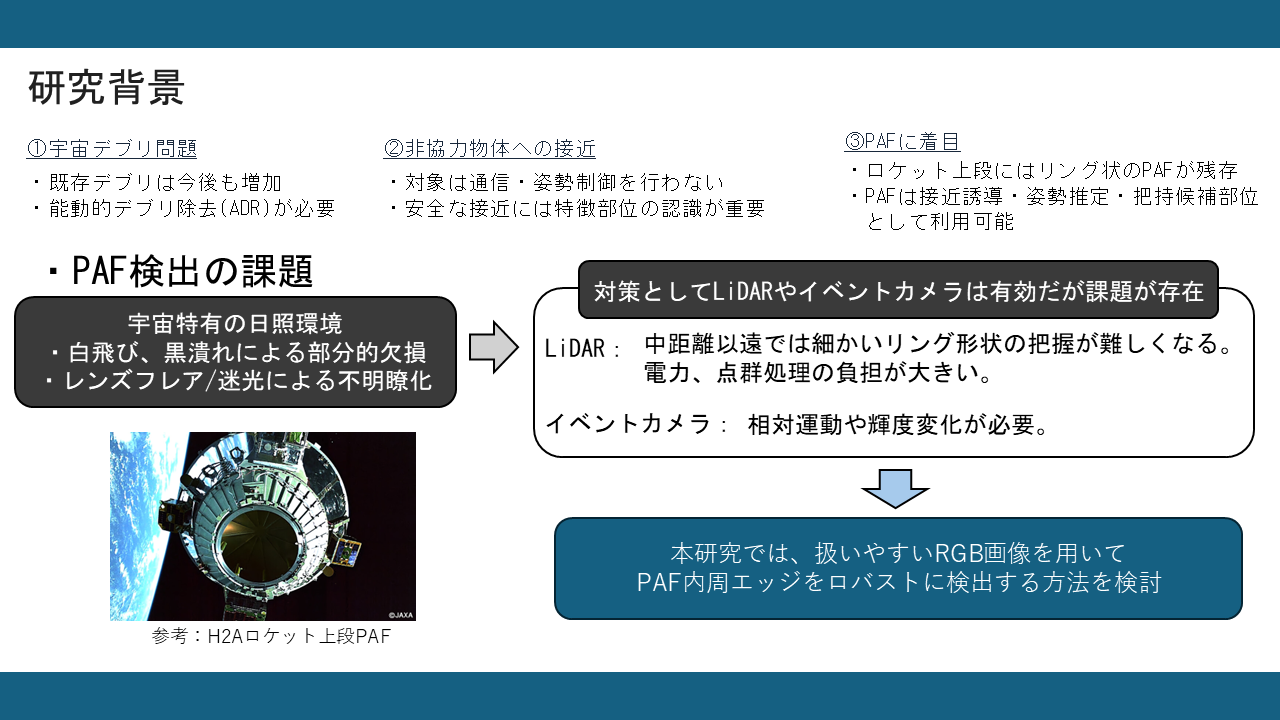 研究背景
①宇宙デブリ問題
・既存デブリは今後も増加
・能動的デブリ除去(ADR)が必要
②非協力物体への接近
・対象は通信・姿勢制御を行わない
・安全な接近には特徴部位の認識が重要
③PAFに着目
・ロケット上段にはリング状のPAFが残存
・PAFは接近誘導・姿勢推定・把持候補部位
として利用可能
・PAF検出の課題
宇宙特有の日照環境
・白飛び、黒潰れによる部分的欠損
・レンズフレア/迷光による不明瞭化
対策としてLiDARやイベントカメラは有効だが課題が存在
LiDAR： 中距離以遠では細かいリング形状の把握が難しくなる。
電力、点群処理の負担が大きい。
イベントカメラ： 相対運動や輝度変化が必要。
本研究では、扱いやすいRGB画像を用いて
PAF内周エッジをロバストに検出する方法を検討
©JAXA
参考：H2Aロケット上段PAF